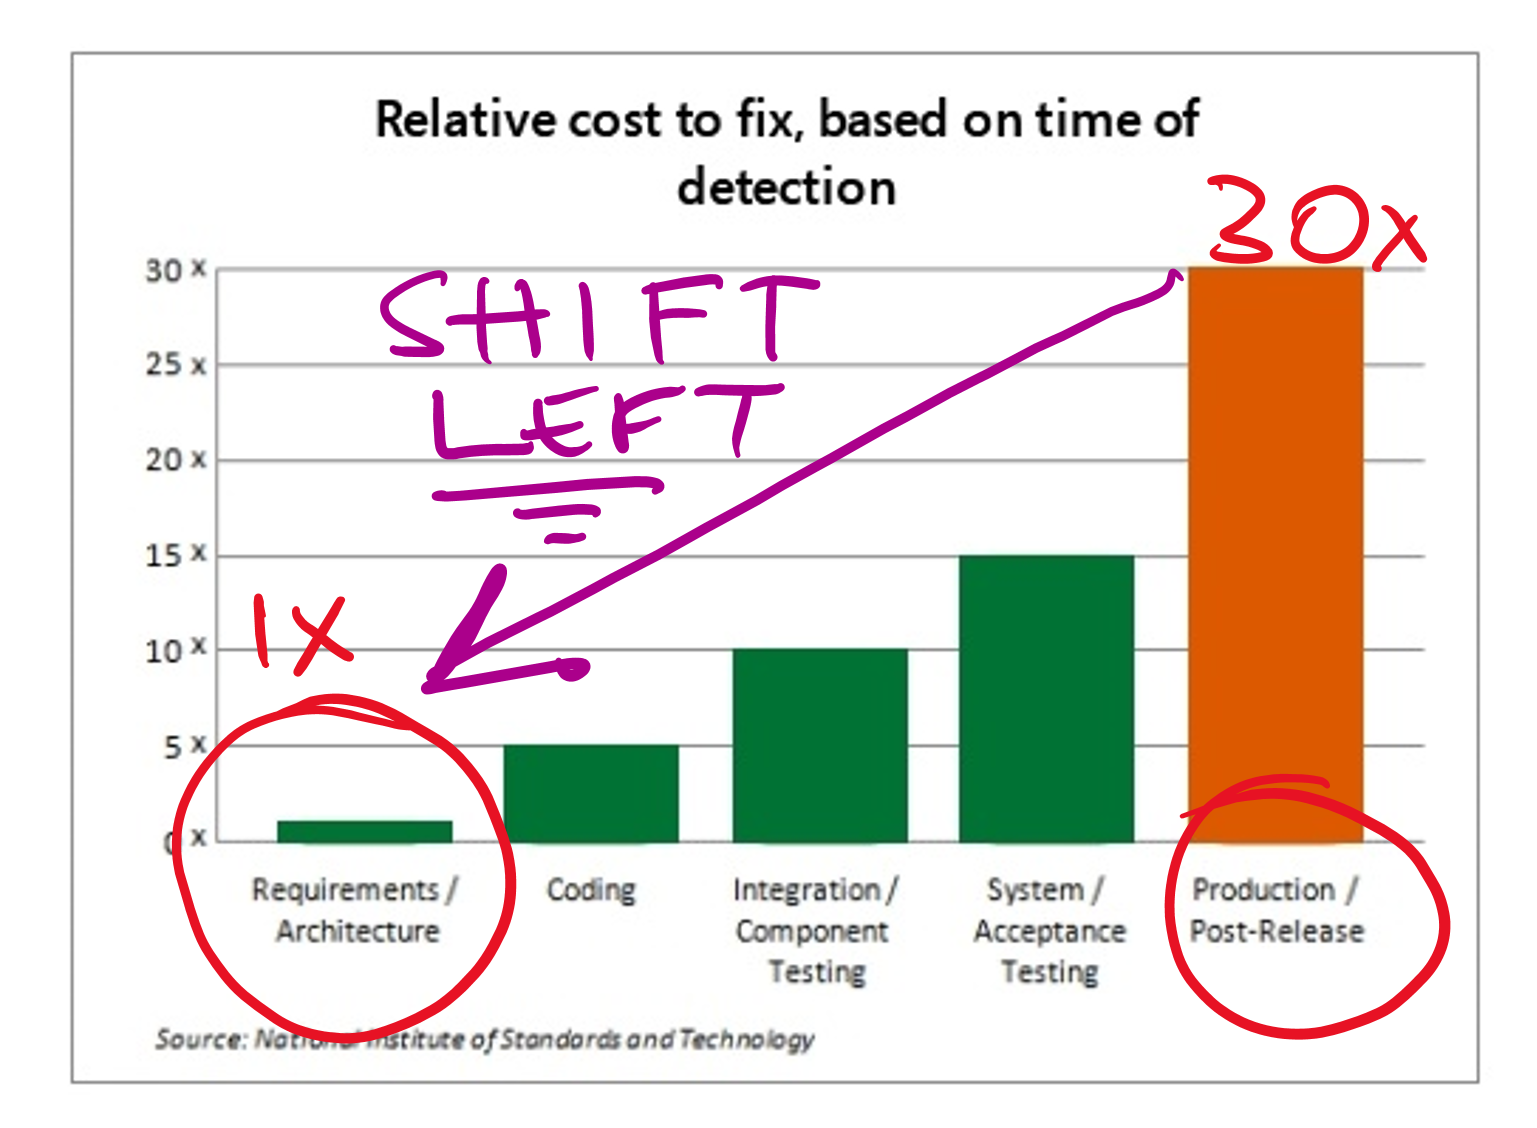 Relative cost to fix, based on time of
detection
30x
30 x
SHIFT
25 x
LEFT
20 x
15 x
1x
10 x
5 x
0 x
Requirements /
Architecture
Coding
Integration /
Component
Testing
System /
Acceptance
Testing
Production /
Post-Release
Source: National Institute of Standards and Technology